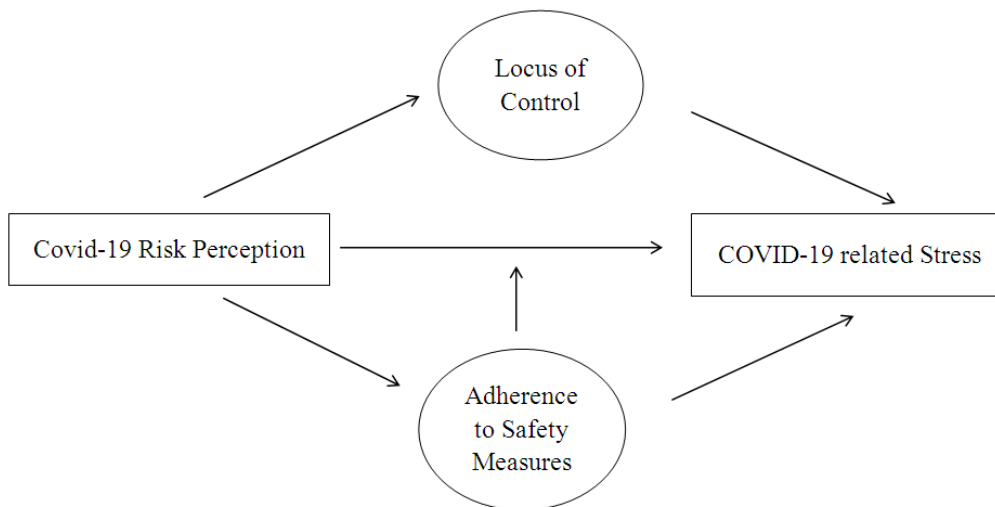 Locus of
Control
Covid-19 Risk Perception
COVID-19 related Stress
Adherence
to Safety
Measures